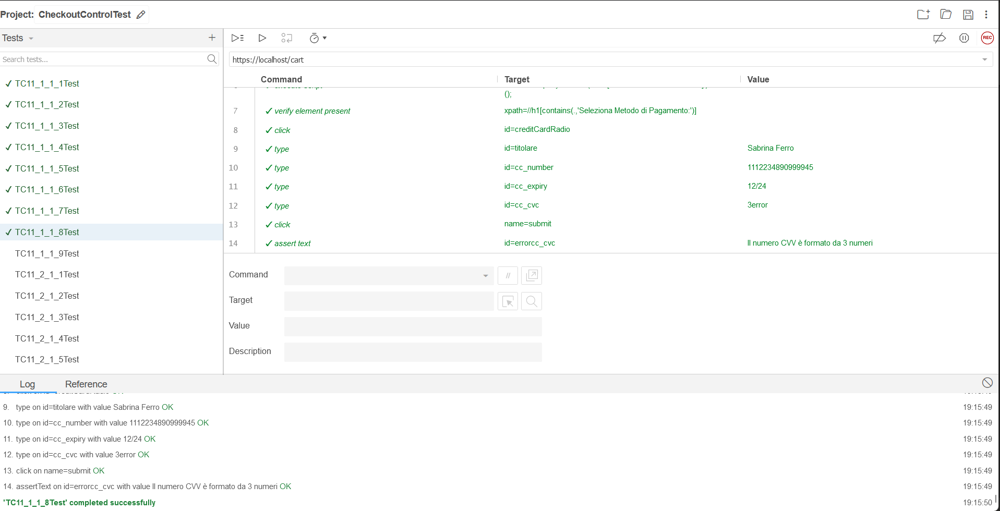 Project: CheckoutControlTest
Tests
REC
Search tests...
https://localhost/cart
Command Target Value
✓ TC11_1_1_1Test
✓ TC11_1_1_2Test
✓ TC11_1_1_3Test
✓ TC11_1_1_4Test
✓ TC11_1_1_5Test
✓ TC11_1_1_6Test
✓ TC11_1_1_7Test
✓ TC11_1_1_8Test
TC11_1_1_9Test
TC11_2_1_1Test
TC11_2_1_2Test
TC11_2_1_3Test
TC11_2_1_4Test
TC11_2_1_5Test
();
7 ✓ verify element present xpath=//h1[contains(.,'Seleziona Metodo di Pagamento:')]
8 ✓ click id=creditCardRadio
9 ✓ type id=titolare Sabrina Ferro
10 ✓ type id=cc_number 1112234890999945
11 ✓ type id=cc_expiry 12/24
12 ✓ type id=cc_cvc 3error
13 ✓ click name=submit
14 ✓ assert text id=errorcc_cvc Il numero CVV è formato da 3 numeri
Command //
Target
Value
Description
Log Reference
9. type on id=titolare with value Sabrina Ferro OK 19:15:49
10. type on id=cc_number with value 1112234890999945 OK 19:15:49
11. type on id=cc_expiry with value 12/24 OK 19:15:49
12. type on id=cc_cvc with value 3error OK 19:15:49
13. click on name=submit OK 19:15:49
14. assertText on id=errorcc_cvc with value Il numero CVV è formato da 3 numeri OK 19:15:49
'TC11_1_1_8Test' completed successfully 19:15:50